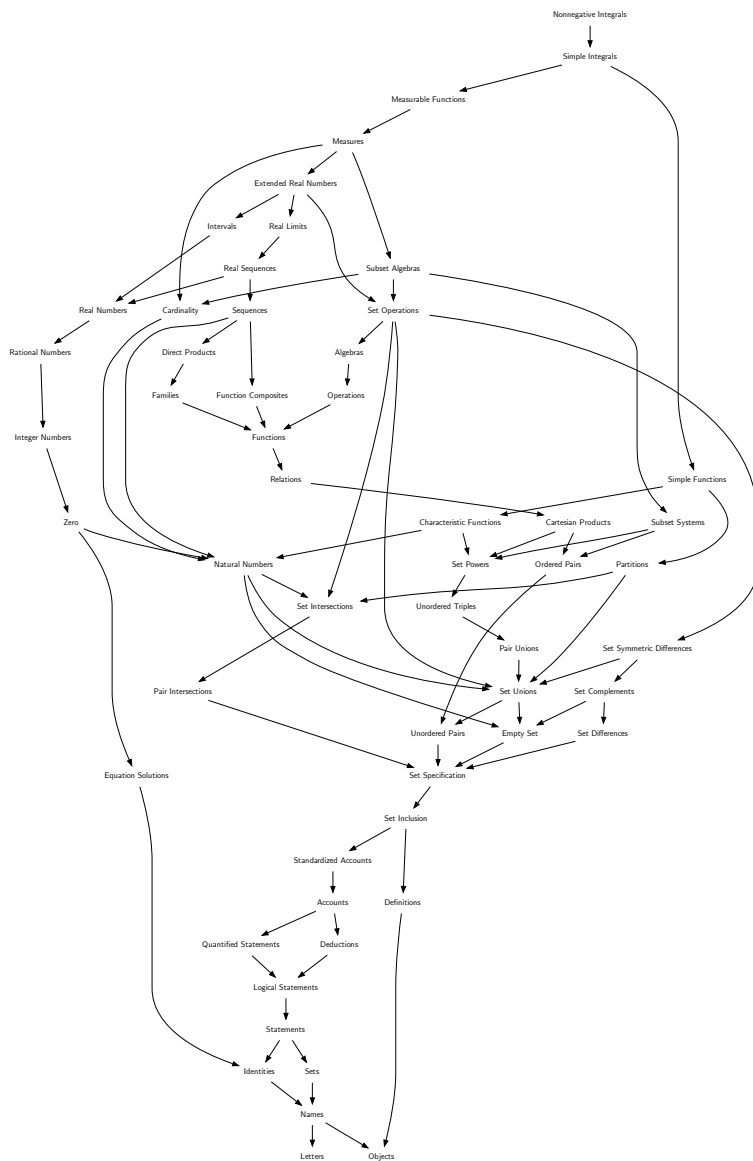 Nonnegative Integrals
Simple Integrals
Measurable Functions
Measures
Extended Real Numbers
Intervals
Real Limits
Real Sequences
Subset Algebras
Real Numbers
Cardinality
Sequences
Set Operations
Rational Numbers
Direct Products
Algebras
Families
Function Composites
Operations
Integer Numbers
Functions
Relations
Simple Functions
Zero
Characteristic Functions
Cartesian Products
Subset Systems
Natural Numbers
Set Powers
Ordered Pairs
Partitions
Set Intersections
Unordered Triples
Pair Unions
Set Symmetric Differences
Pair Intersections
Set Unions
Set Complements
Unordered Pairs
Empty Set
Set Differences
Equation Solutions
Set Specification
Set Inclusion
Standardized Accounts
Accounts
Definitions
Quantified Statements
Deductions
Logical Statements
Statements
Identities
Sets
Names
Letters
Objects